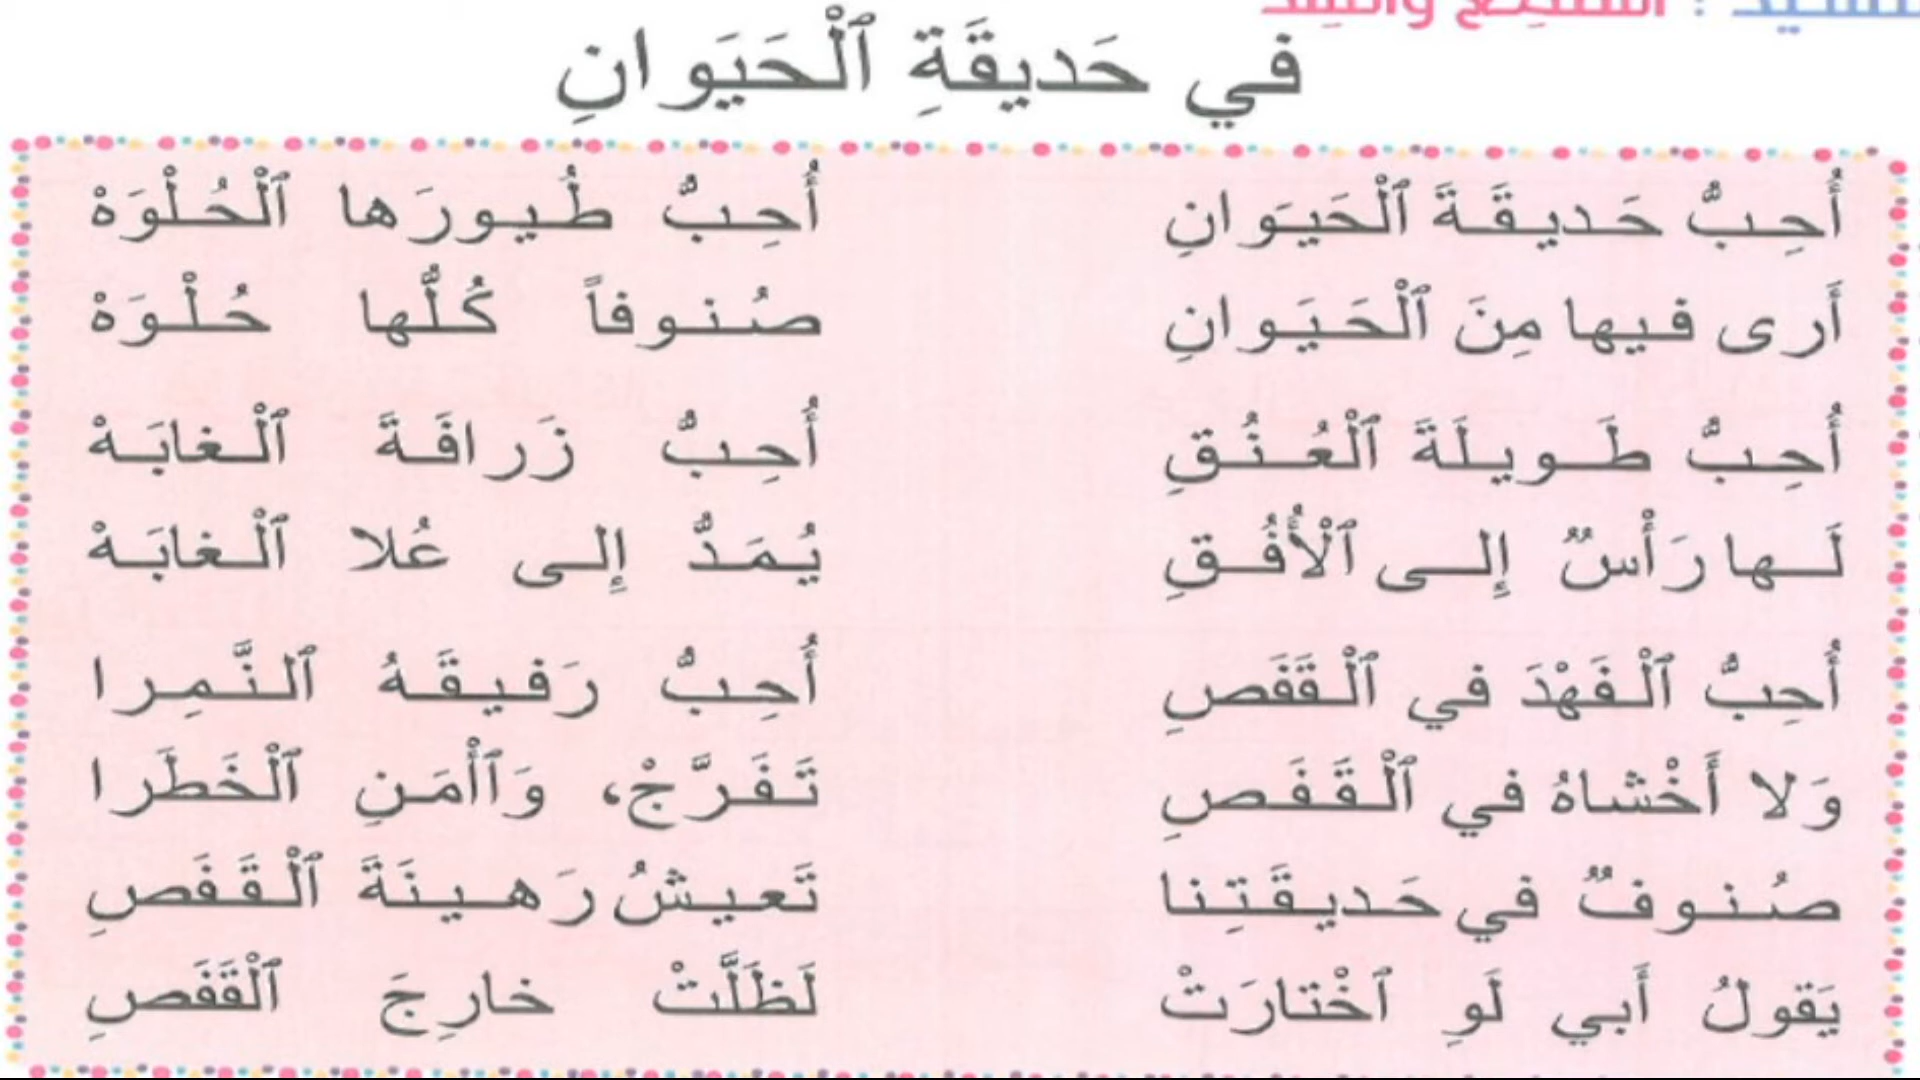 في حَديقَةِ ٱلْحَيَوانِ
أُحِبُّ حَديقَةَ ٱلْحَيَوانِ أُحِبُّ طُيورَها ٱلْحُلْوَهْ
أَرى فيها مِنَ ٱلْحَيَوانِ صُنوفاً كُلُّها حُلْوَهْ
أُحِبُّ طَويلَةَ ٱلْعُنُقِ أُحِبُّ زَرافَةَ ٱلْغابَهْ
لَها رَأْسٌ إِلى ٱلْأُفُقِ يُمَدُّ إِلى عُلا ٱلْغابَهْ
أُحِبُّ ٱلْفَهْدَ في ٱلْقَفَصِ أُحِبُّ رَفيقَهُ ٱلنَّمِرا
وَلا أَخْشاهُ في ٱلْقَفَصِ تَفَرَّجْ، وَٱأْمَنِ ٱلْخَطَرا
صُنوفٌ في حَديقَتِنا تَعيشُ رَهينَةَ ٱلْقَفَصِ
يَقولُ أَبي لَوِ ٱخْتارَتْ لَظَلَّتْ خارِجَ ٱلْقَفَصِ